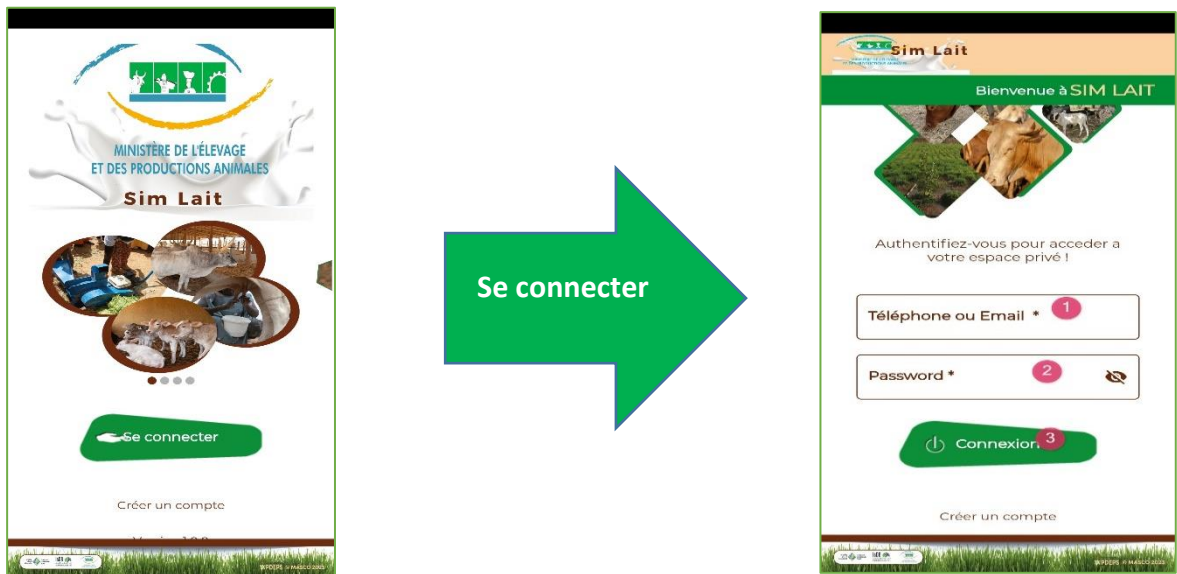 MINISTÈRE DE L'ÉLEVAGE
ET DES PRODUCTIONS ANIMALES
Sim Lait
Se connecter
Créer un compte
Se connecter
Sim Lait
Bienvenue à SIM LAIT
Authentifiez-vous pour acceder a
votre espace privé !
Téléphone ou Email * 1
Password * 2
Connexion 3
Créer un compte